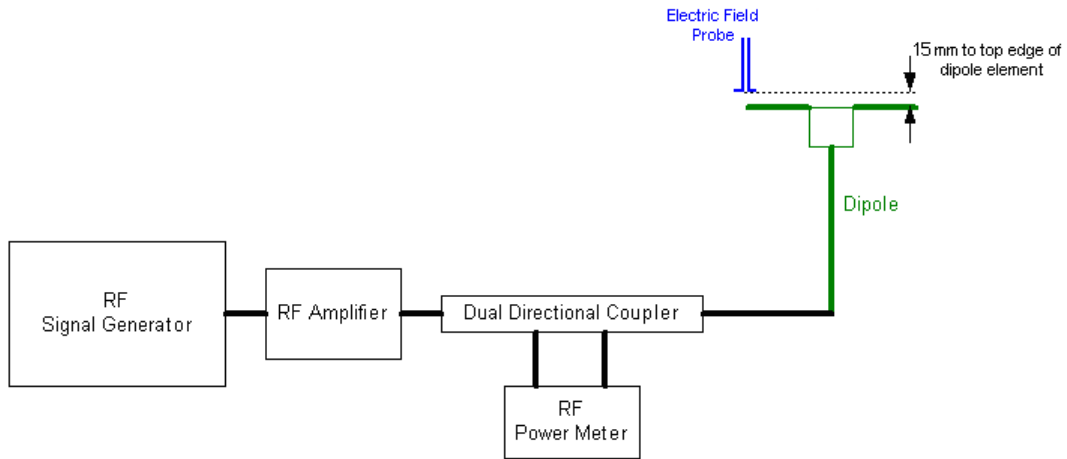 Electric Field
Probe
15 mm to top edge of
dipole element
Dipole
RF
Signal Generator
RF Amplifier
Dual Directional Coupler
RF
Power Meter